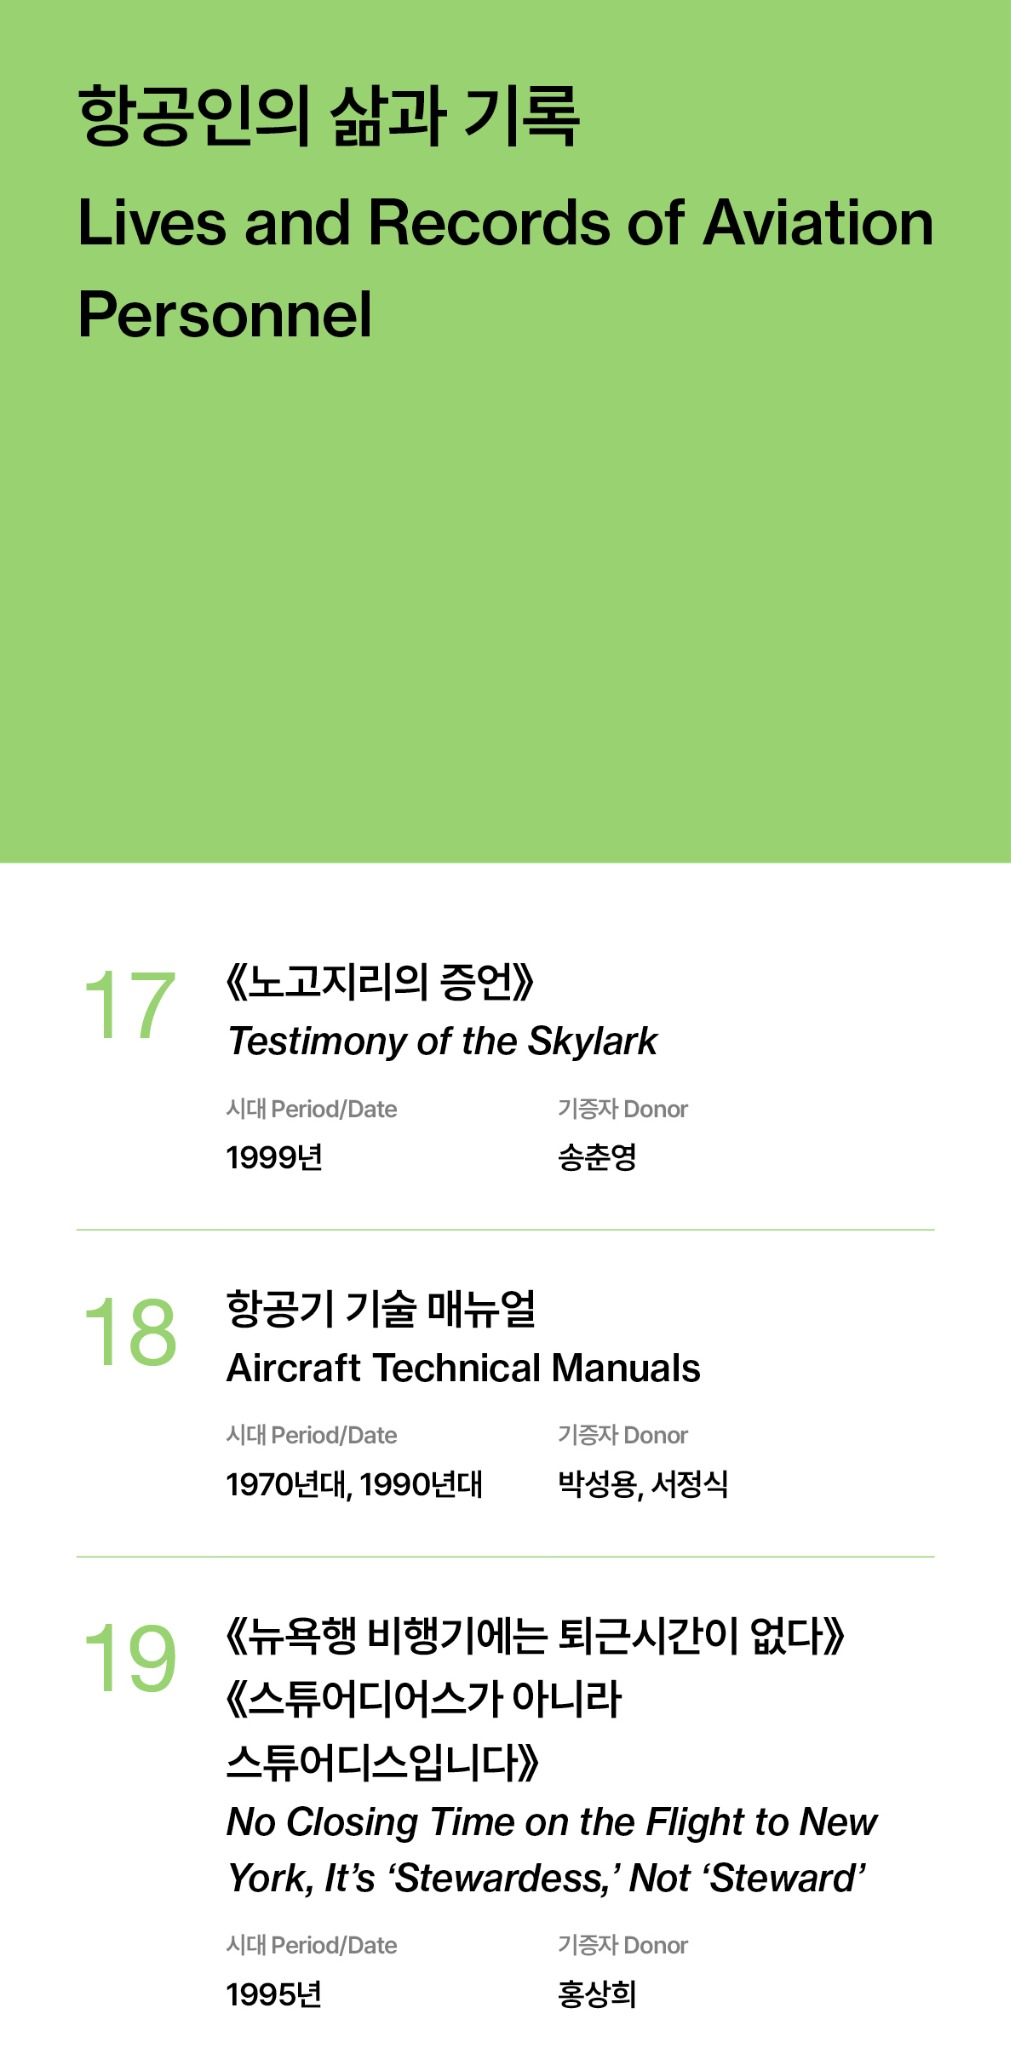 항공인의 삶과 기록
Lives and Records of Aviation
Personnel
17
《노고지리의 증언》
Testimony of the Skylark
시대 Period/Date
기증자 Donor
1999년
송춘영
18
항공기 기술 매뉴얼
Aircraft Technical Manuals
시대 Period/Date
기증자 Donor
1970년대, 1990년대
박성용, 서정식
19
《뉴욕행 비행기에는 퇴근시간이 없다》
《스튜어디어스가 아니라
스튜어디스입니다》
No Closing Time on the Flight to New
York, It’s ‘Stewardess,’ Not ‘Steward’
시대 Period/Date
기증자 Donor
1995년
홍상희